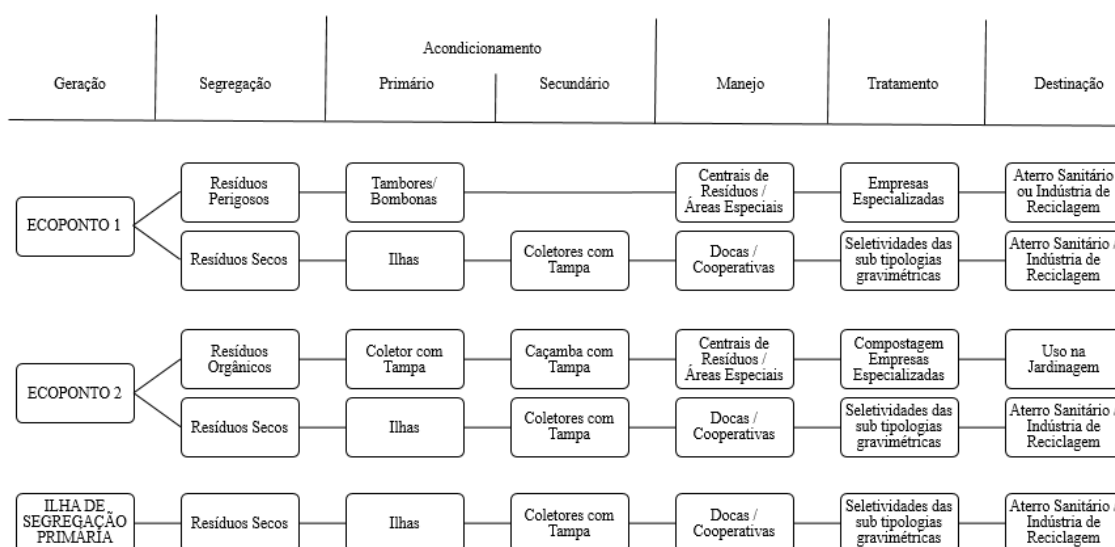 Acondicionamento
Geração
Segregação
Primário
Secundário
Manejo
Tratamento
Destinação
ECOPONTO 1
Resíduos
Perigosos
Tambores/
Bombonas
Centrais de
Resíduos /
Áreas Especiais
Empresas
Especializadas
Aterro Sanitário
ou Indústria de
Reciclagem
Resíduos Secos
Ilhas
Coletores com
Tampa
Docas /
Cooperativas
Seletividades das
sub tipologias
gravimétricas
Aterro Sanitário /
Indústria de
Reciclagem
ECOPONTO 2
Resíduos
Orgânicos
Coletor com
Tampa
Caçamba com
Tampa
Centrais de
Resíduos /
Áreas Especiais
Compostagem
Empresas
Especializadas
Uso na
Jardinagem
Resíduos Secos
Ilhas
Coletores com
Tampa
Docas /
Cooperativas
Seletividades das
sub tipologias
gravimétricas
Aterro Sanitário /
Indústria de
Reciclagem
ILHA DE
SEGREGAÇÃO
PRIMÁRIA
Resíduos Secos
Ilhas
Coletores com
Tampa
Docas /
Cooperativas
Seletividades das
sub tipologias
gravimétricas
Aterro Sanitário /
Indústria de
Reciclagem